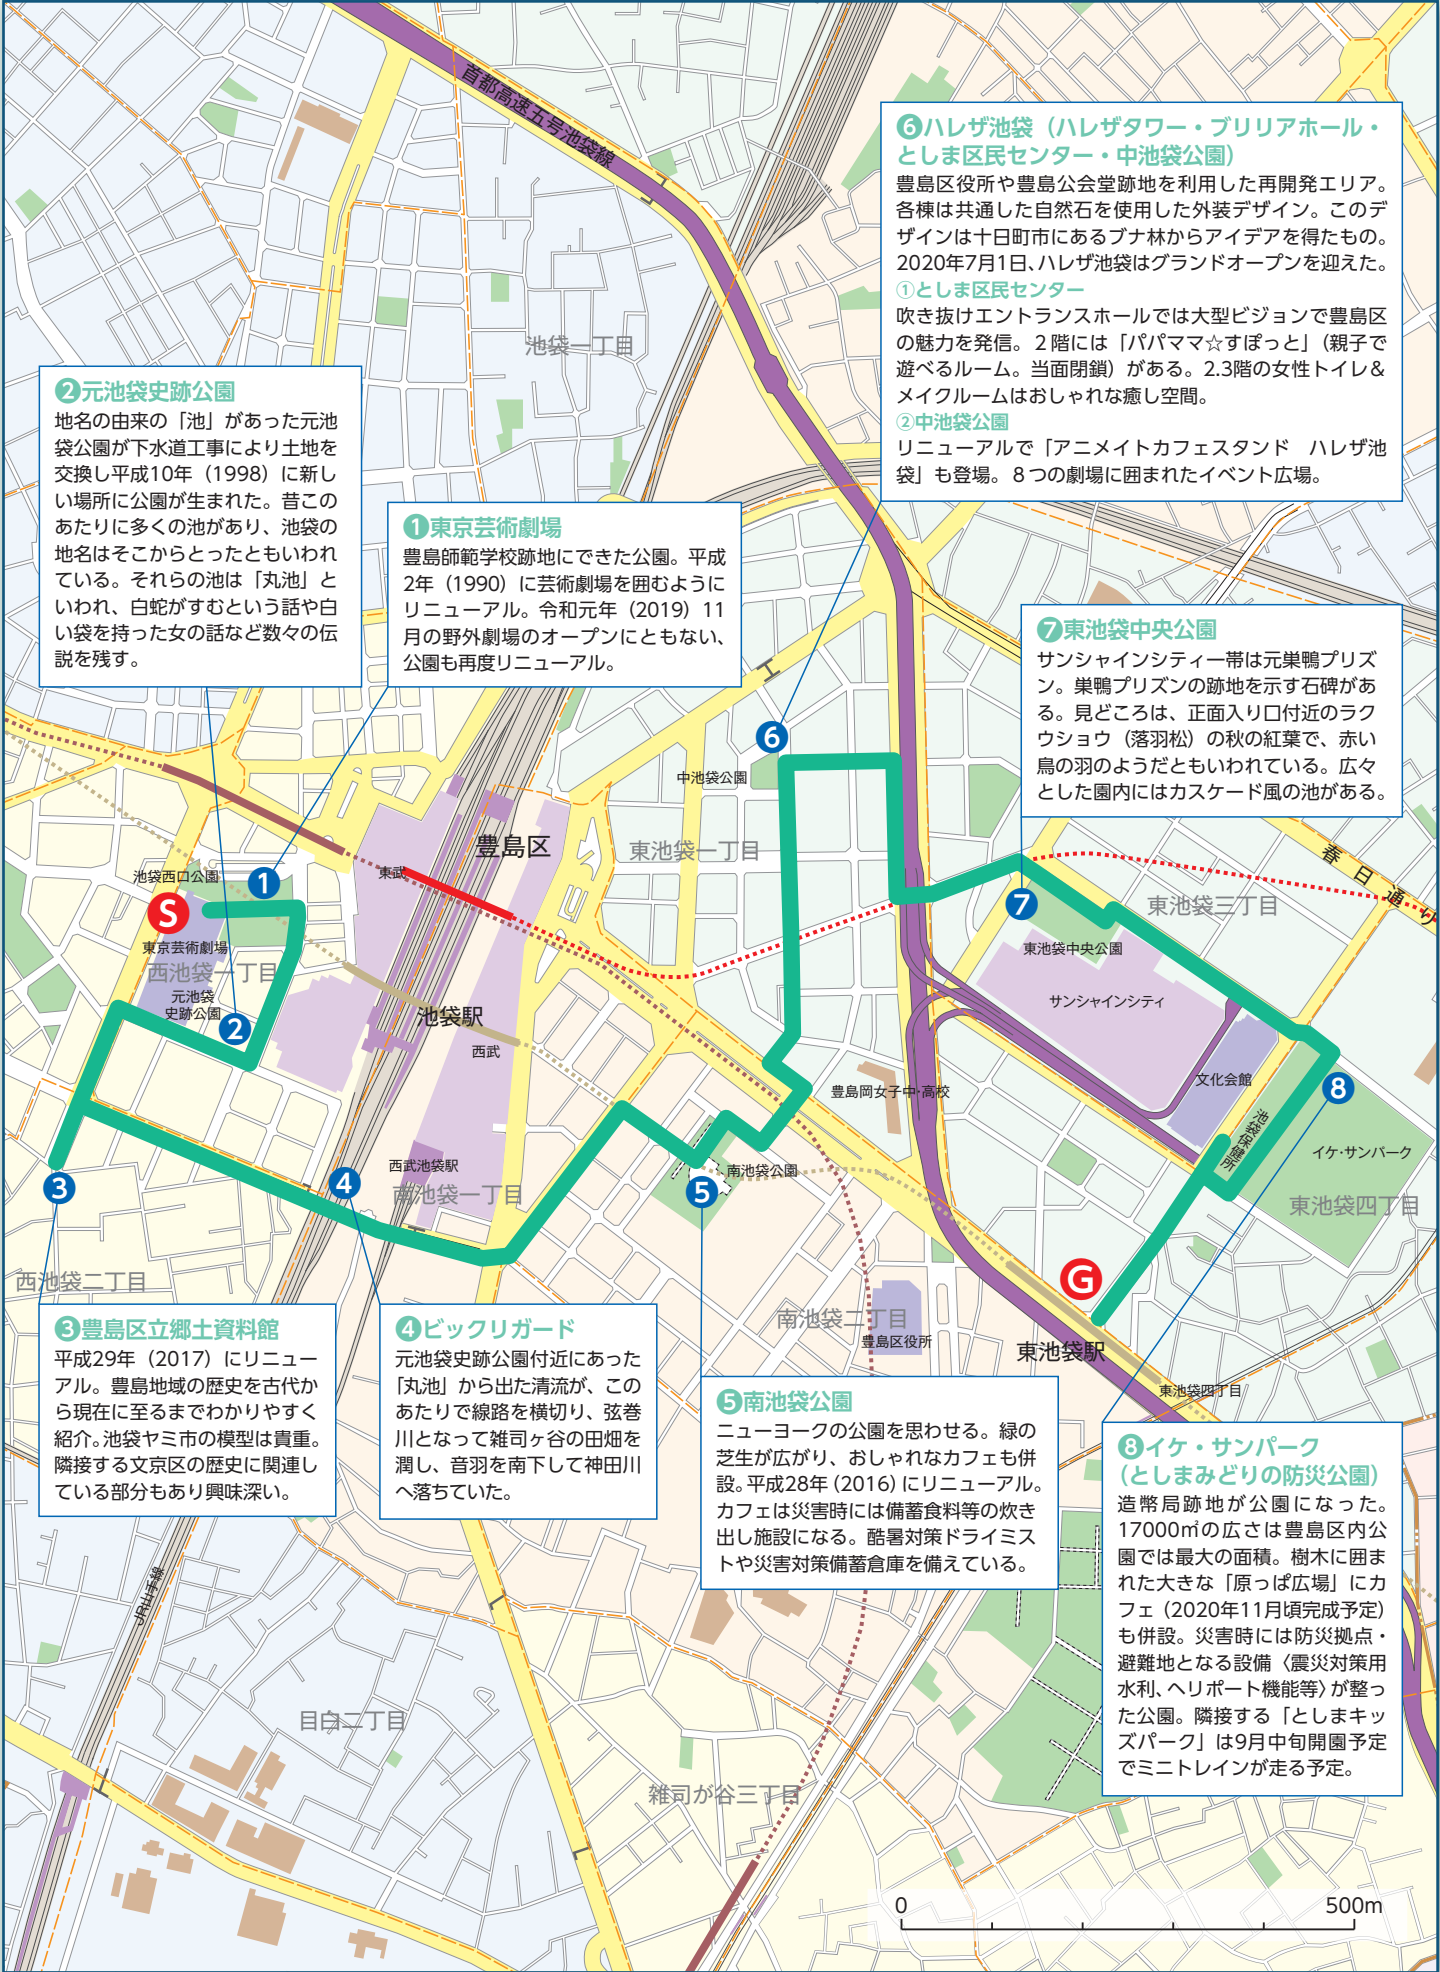 首都高速五号池袋線
❻ハレザ池袋（ハレザタワー・ブリリアホール・
としま区民センター・中池袋公園）
豊島区役所や豊島公会堂跡地を利用した再開発エリア。
各棟は共通した自然石を使用した外装デザイン。このデ
ザインは十日町市にあるブナ林からアイデアを得たもの。
2020年7月1日、ハレザ池袋はグランドオープンを迎えた。
①としま区民センター
吹き抜けエントランスホールでは大型ビジョンで豊島区
の魅力を発信。２階には「パパママ☆すぽっと」（親子で
遊べるルーム。当面閉鎖）がある。2.3階の女性トイレ&
メイクルームはおしゃれな癒し空間。
②中池袋公園
リニューアルで「アニメイトカフェスタンド　ハレザ池
袋」も登場。８つの劇場に囲まれたイベント広場。
池袋一丁目
❷元池袋史跡公園
地名の由来の「池」があった元池
袋公園が下水道工事により土地を
交換し平成10年（1998）に新し
い場所に公園が生まれた。昔この
あたりに多くの池があり、池袋の
地名はそこからとったともいわれ
ている。それらの池は「丸池」と
いわれ、白蛇がすむという話や白
い袋を持った女の話など数々の伝
説を残す。
❶東京芸術劇場
豊島師範学校跡地にできた公園。平成
2年（1990）に芸術劇場を囲むように
リニューアル。令和元年（2019）11
月の野外劇場のオープンにともない、
公園も再度リニューアル。
❼東池袋中央公園
サンシャインシティ一帯は元巣鴨プリズ
ン。巣鴨プリズンの跡地を示す石碑があ
る。見どころは、正面入り口付近のラク
ウショウ（落羽松）の秋の紅葉で、赤い
鳥の羽のようだともいわれている。広々
とした園内にはカスケード風の池がある。
6
中池袋公園
豊島区
東池袋一丁目
春日通り
東武
池袋西口公園
1
S
7
東池袋三丁目
東京芸術劇場
西池袋一丁目
東池袋中央公園
元池袋
史跡公園
2
サンシャインシティ
池袋駅
西武
文化会館
豊島岡女子中・高校
8
池袋保健所
イケ・サンパーク
西武池袋駅
南池袋一丁目
南池袋公園
3
4
5
東池袋四丁目
G
西池袋二丁目
南池袋二丁目
豊島区役所
東池袋駅
東池袋四丁目
❸豊島区立郷土資料館
平成29年（2017）にリニュー
アル。豊島地域の歴史を古代か
ら現在に至るまでわかりやすく
紹介。池袋ヤミ市の模型は貴重。
隣接する文京区の歴史に関連し
ている部分もあり興味深い。
❹ビックリガード
元池袋史跡公園付近にあった
「丸池」から出た清流が、この
あたりで線路を横切り、弦巻
川となって雑司ヶ谷の田畑を
潤し、音羽を南下して神田川
へ落ちていた。
❺南池袋公園
ニューヨークの公園を思わせる。緑の
芝生が広がり、おしゃれなカフェも併
設。平成28年（2016）にリニューアル。
カフェは災害時には備蓄食料等の炊き
出し施設になる。酷暑対策ドライミス
トや災害対策備蓄倉庫を備えている。
❽イケ・サンパーク
（としまみどりの防災公園）
造幣局跡地が公園になった。
17000㎡の広さは豊島区内公
園では最大の面積。樹木に囲ま
れた大きな「原っぱ広場」にカ
フェ（2020年11月頃完成予定）
も併設。災害時には防災拠点・
避難地となる設備〈震災対策用
水利、ヘリポート機能等〉が整っ
た公園。隣接する「としまキッ
ズパーク」は9月中旬開園予定
でミニトレインが走る予定。
JR山手線
目白二丁目
雑司が谷三丁目
0 500m